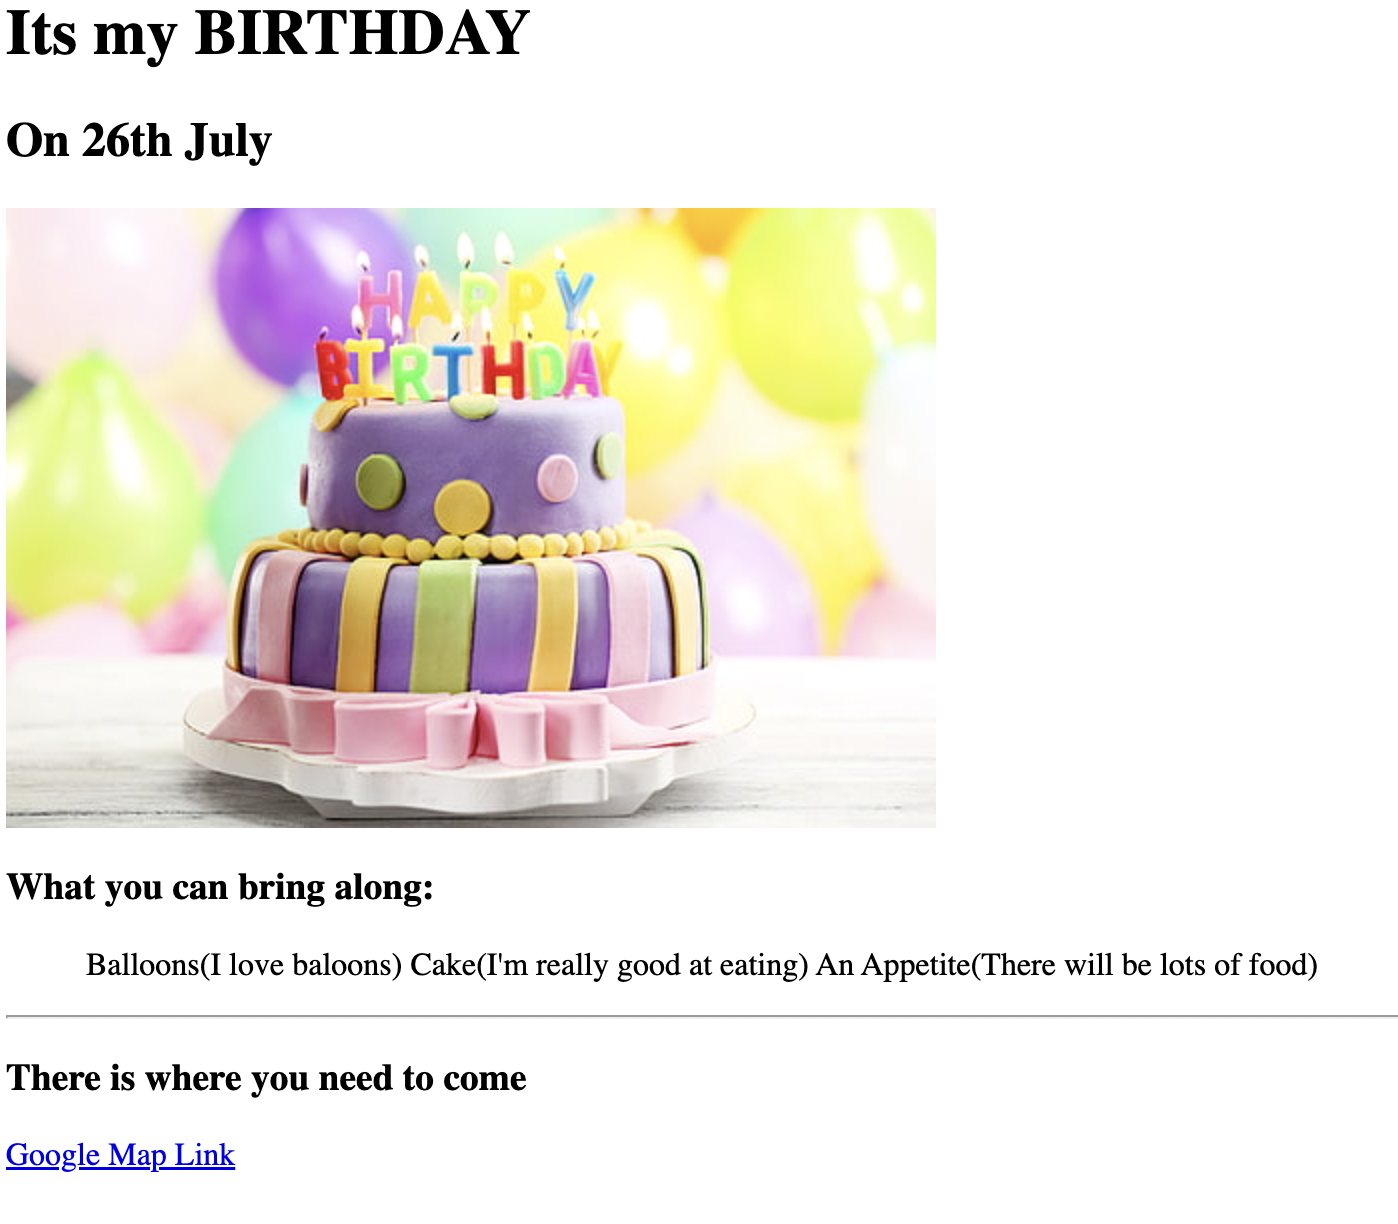 Its my BIRTHDAY
On 26th July
HAPPY
BIRTHDAY
What you can bring along:
Balloons(I love baloons) Cake(I'm really good at eating) An Appetite(There will be lots of food)
There is where you need to come
Google Map Link